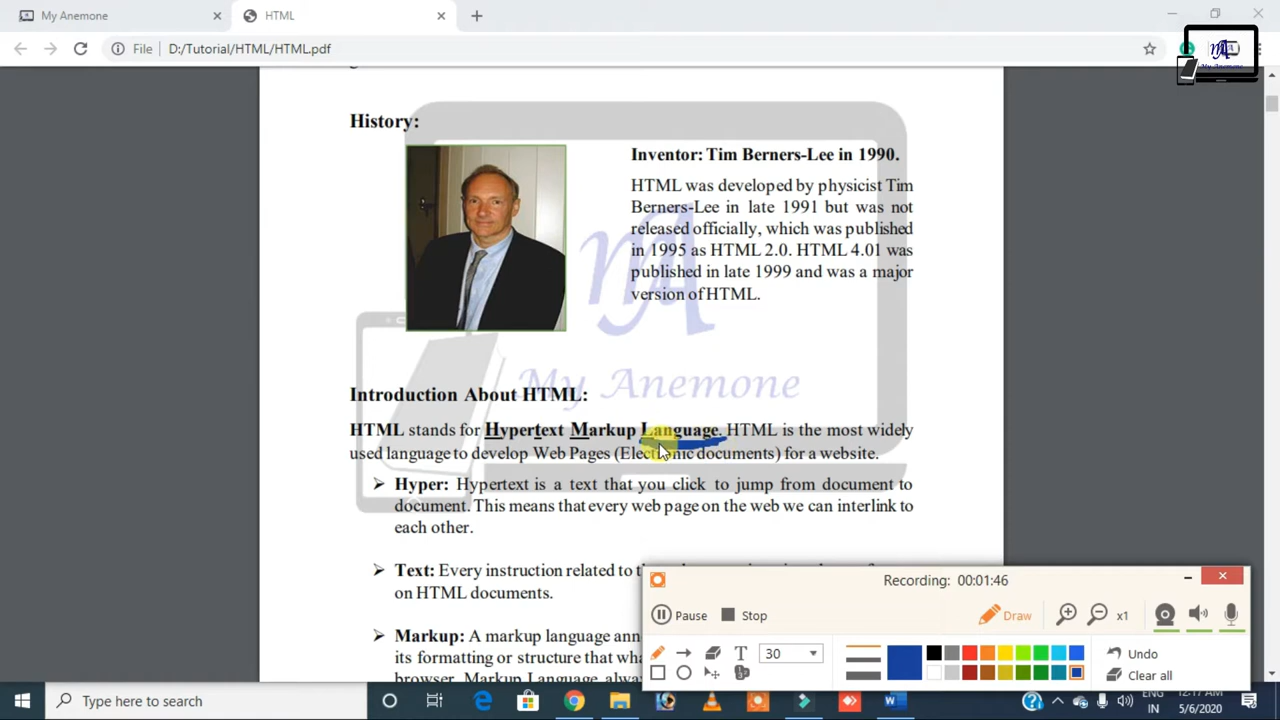 My Anemone
HTML
File | D:/Tutorial/HTML/HTML.pdf
MA
My Anemone
History:
Inventor: Tim Berners-Lee in 1990.
HTML was developed by physicist Tim
Berners-Lee in late 1991 but was not
released officially, which was published
in 1995 as HTML 2.0. HTML 4.01 was
published in late 1999 and was a major
version of HTML.
MA
My Anemone
Introduction About HTML:
HTML stands for Hypertext Markup Language. HTML is the most widely
used language to develop Web Pages (Electronic documents) for a website.
➢ Hyper: Hypertext is a text that you click to jump from document to
document. This means that every web page on the web we can interlink to
each other.
➢ Text: Every instruction related to
on HTML documents.
➢ Markup: A markup language
its formatting or structure that
browser. Markup Language
Recording: 00:01:46
Pause Stop Draw x1
T 30
Undo
Clear all
Type here to search
ENG
IN
12:17 AM
5/6/2020